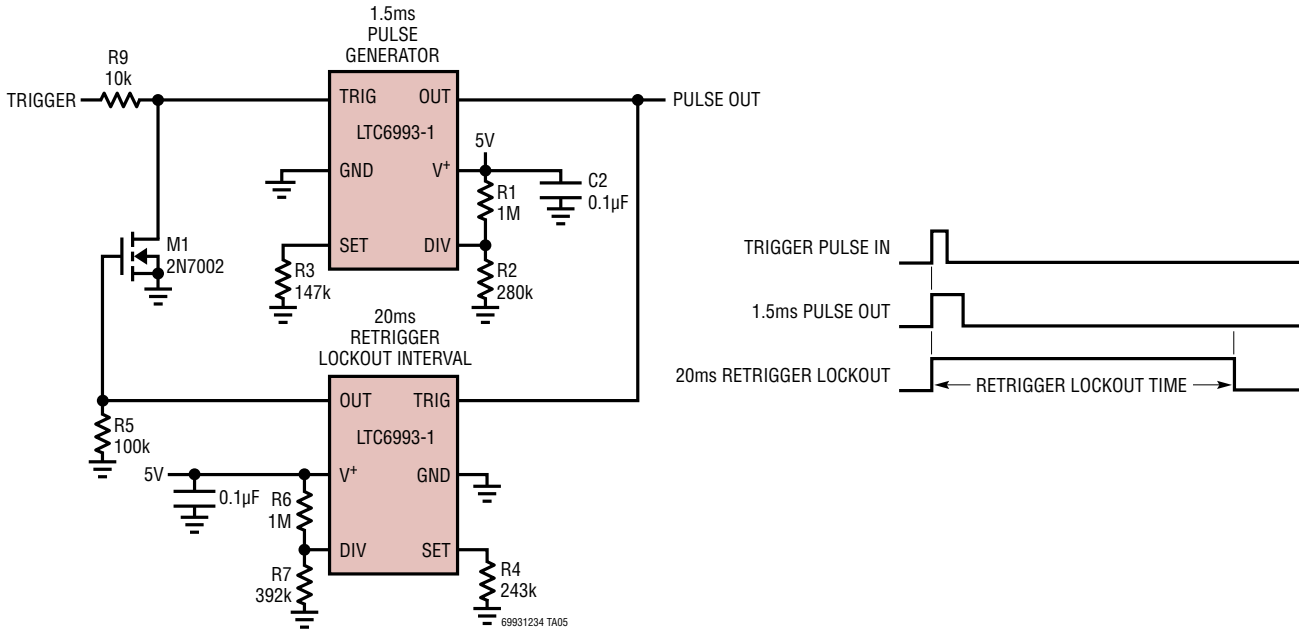 1.5ms
PULSE
GENERATOR
R9
10k
TRIGGER
TRIG
OUT
PULSE OUT
LTC6993-1
5V
GND
V+
C2
0.1µF
R1
1M
M1
2N7002
SET
DIV
R3
147k
R2
280k
20ms
RETRIGGER
LOCKOUT INTERVAL
OUT
TRIG
R5
100k
LTC6993-1
5V
V+
GND
0.1µF
R6
1M
DIV
SET
R7
392k
R4
243k
69931234 TA05
TRIGGER PULSE IN
1.5ms PULSE OUT
20ms RETRIGGER LOCKOUT
RETRIGGER LOCKOUT TIME